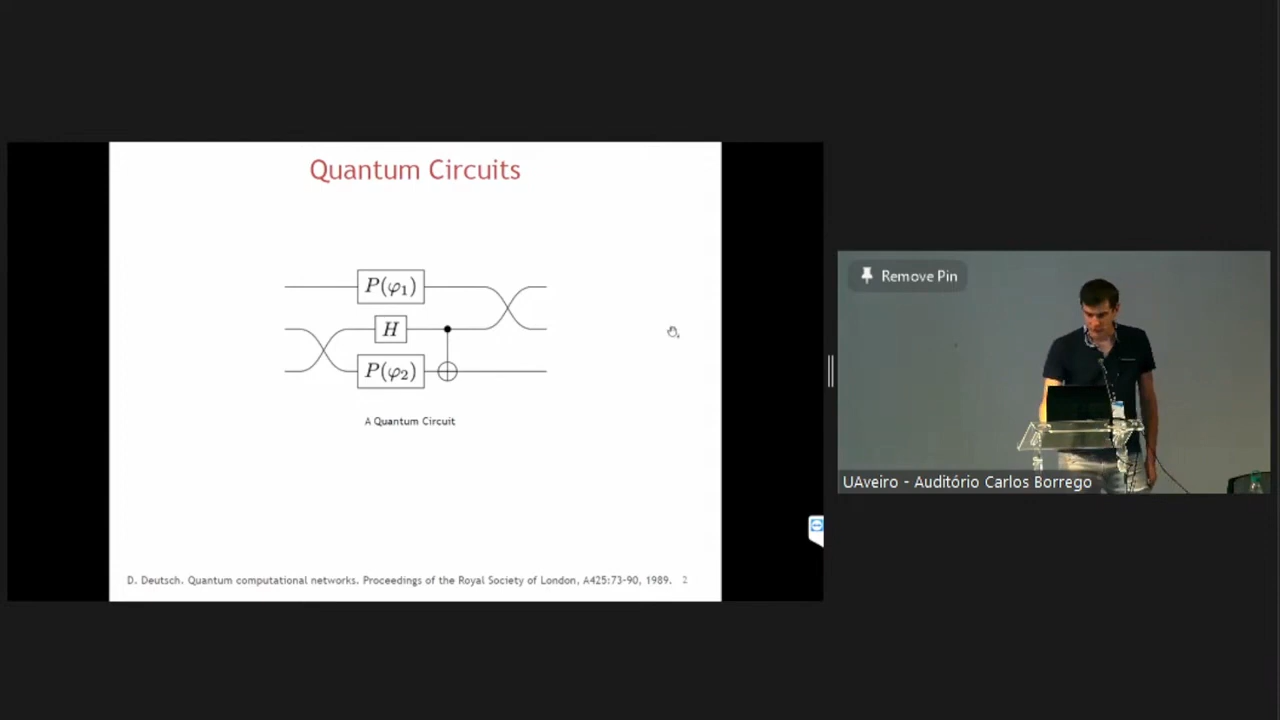 Quantum Circuits
P(φ₁)
H
P(φ₂)
A Quantum Circuit
D. Deutsch. Quantum computational networks. Proceedings of the Royal Society of London, A425:73-90, 1989. 2
Remove Pin
UAveiro - Auditório Carlos Borrego